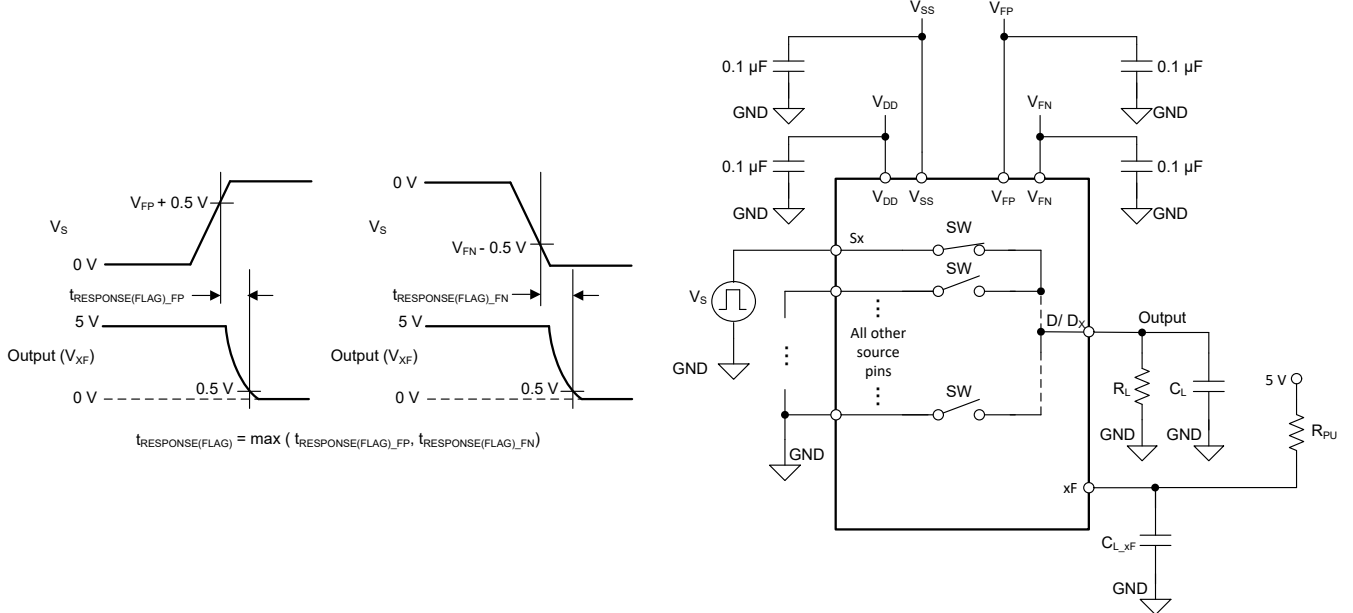 V_FP + 0.5 V
V_S
0 V
t_RESPONSE(FLAG)_FP
5 V
Output (V_XF)
0.5 V
0 V
0 V
V_S
V_FN - 0.5 V
t_RESPONSE(FLAG)_FN
5 V
Output (V_XF)
0.5 V
0 V
t_RESPONSE(FLAG) = max ( t_RESPONSE(FLAG)_FP, t_RESPONSE(FLAG)_FN)
V_SS
V_FP
0.1 µF
0.1 µF
GND
V_DD
V_FN
GND
0.1 µF
0.1 µF
GND
GND
V_DD
V_SS
V_FP
V_FN
Sx
SW
SW
V_S
GND
All other
source
pins
D/ D_X
Output
SW
R_L
C_L
5 V
GND
GND
R_PU
GND
xF
C_L_xF
GND